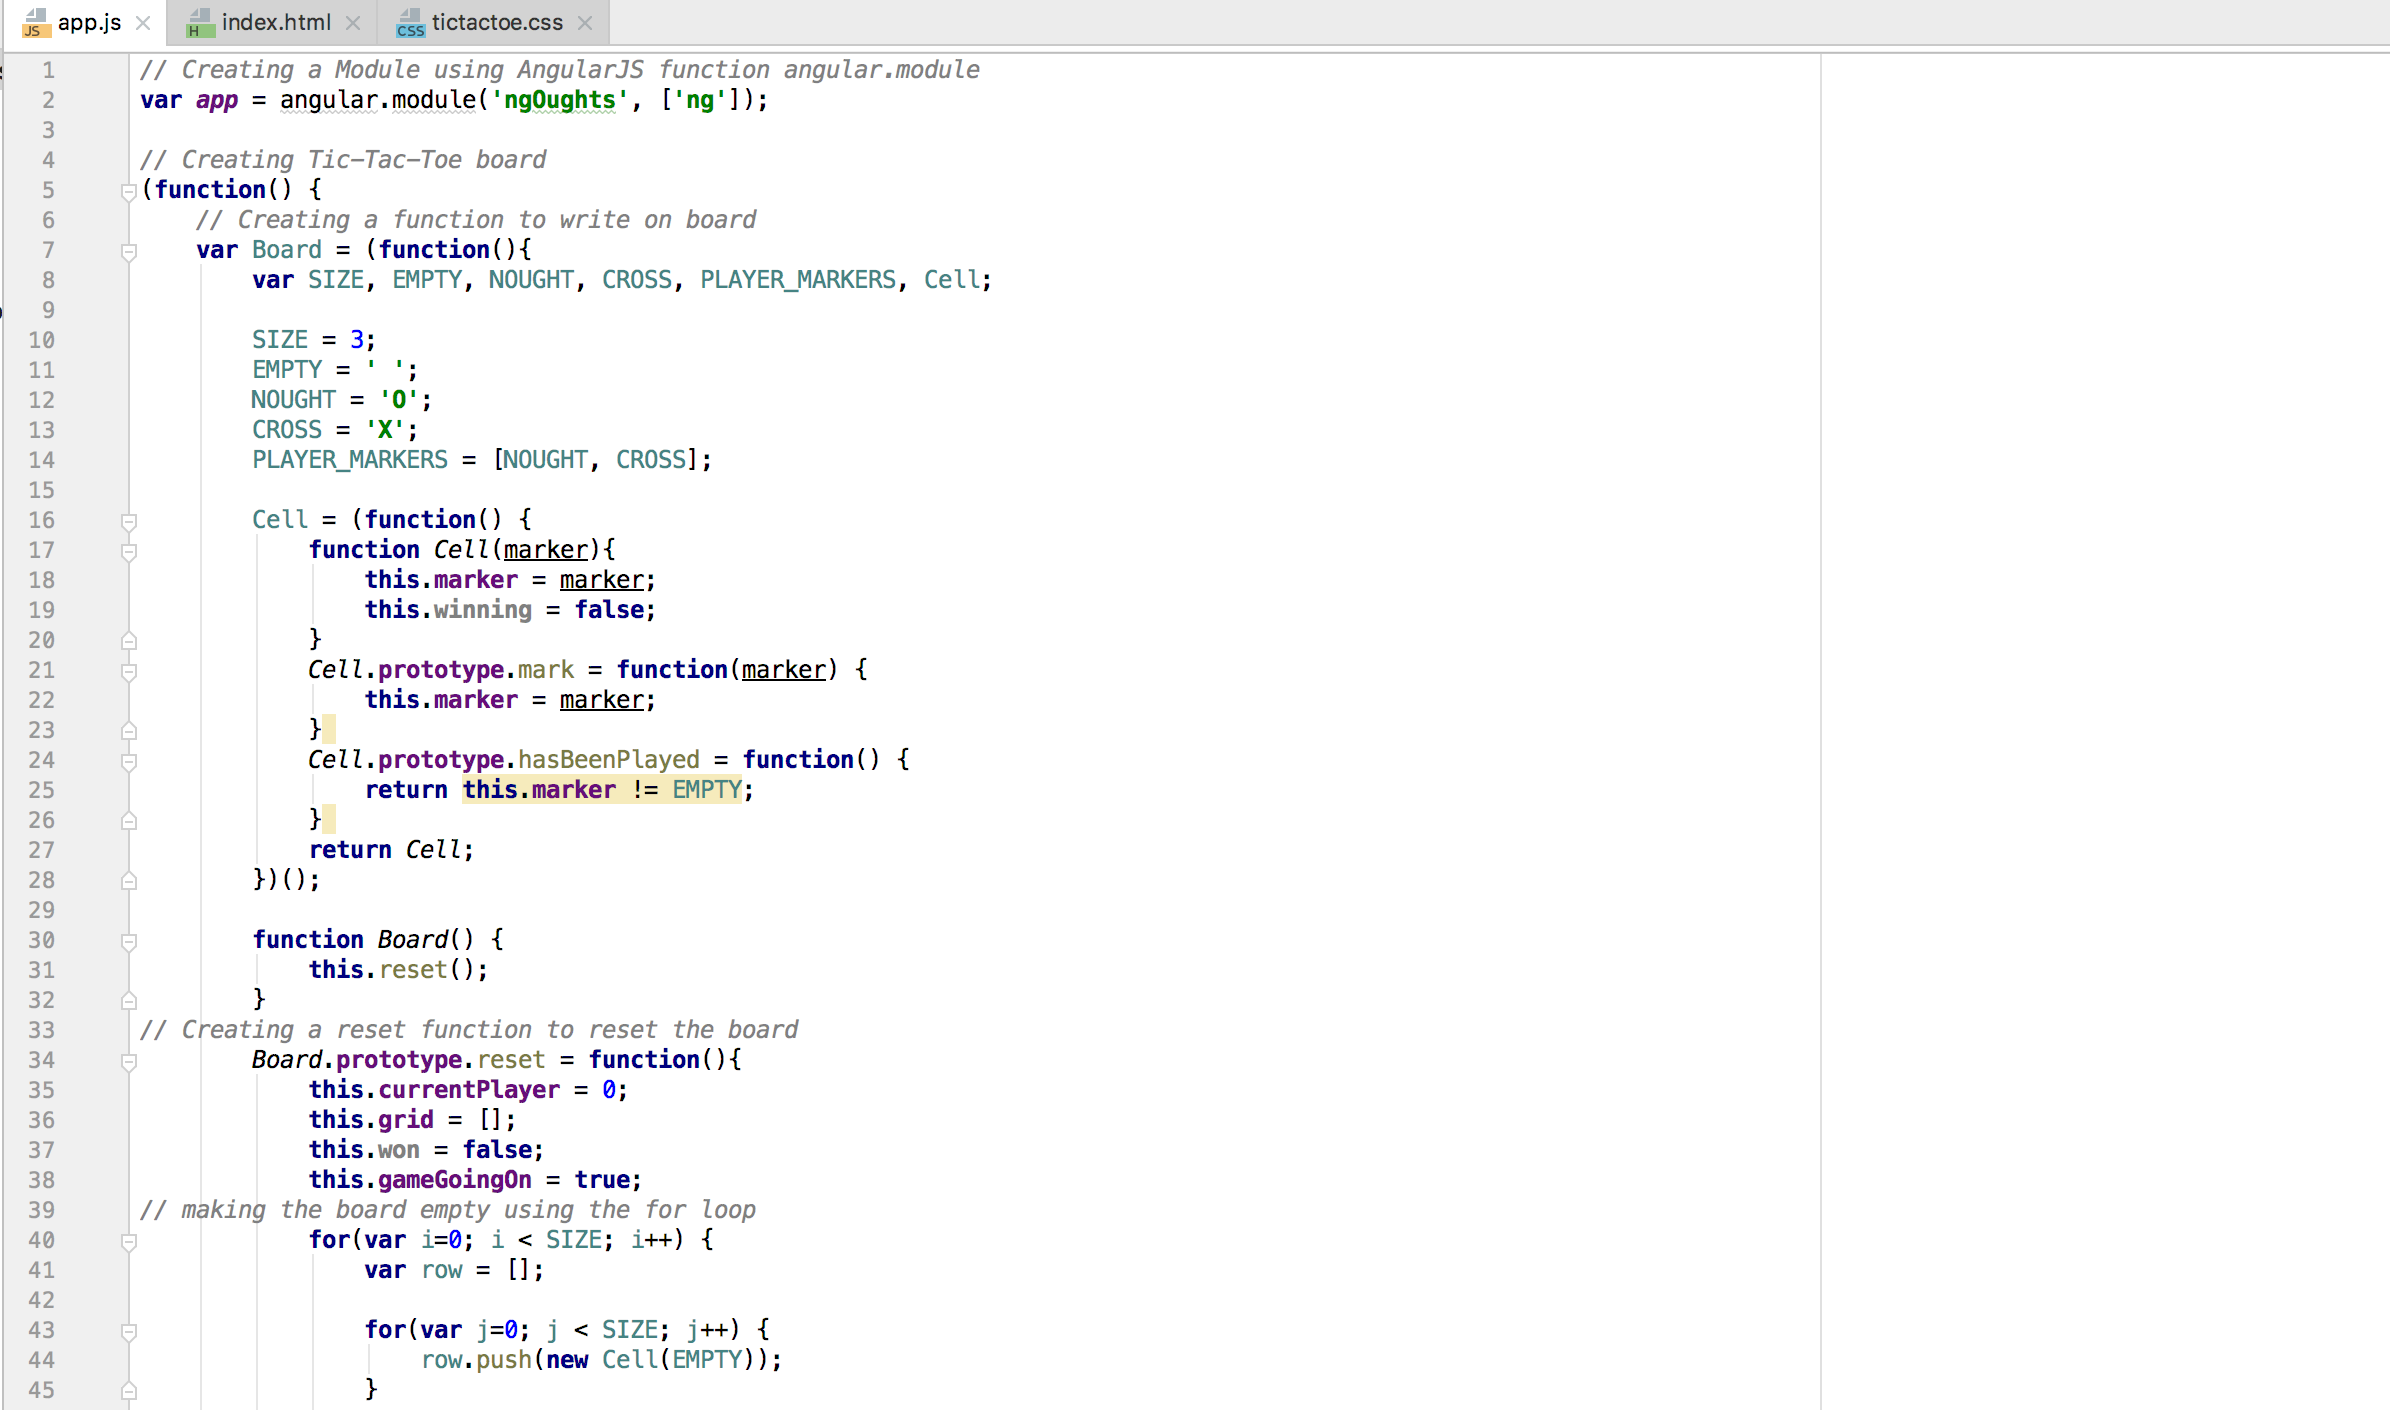 JS app.js × H index.html × CSS tictactoe.css ×
1 // Creating a Module using AngularJS function angular.module
2 var app = angular.module('ngOughts', ['ng']);
3
4 // Creating Tic-Tac-Toe board
5 (function() {
6     // Creating a function to write on board
7     var Board = (function(){
8         var SIZE, EMPTY, NOUGHT, CROSS, PLAYER_MARKERS, Cell;
9
10         SIZE = 3;
11         EMPTY = ' ';
12         NOUGHT = 'O';
13         CROSS = 'X';
14         PLAYER_MARKERS = [NOUGHT, CROSS];
15
16         Cell = (function() {
17             function Cell(marker){
18                 this.marker = marker;
19                 this.winning = false;
20             }
21             Cell.prototype.mark = function(marker) {
22                 this.marker = marker;
23             }
24             Cell.prototype.hasBeenPlayed = function() {
25                 return this.marker != EMPTY;
26             }
27             return Cell;
28         })();
29
30         function Board() {
31             this.reset();
32         }
33 // Creating a reset function to reset the board
34         Board.prototype.reset = function(){
35             this.currentPlayer = 0;
36             this.grid = [];
37             this.won = false;
38             this.gameGoingOn = true;
39 // making the board empty using the for loop
40             for(var i=0; i < SIZE; i++) {
41                 var row = [];
42
43                 for(var j=0; j < SIZE; j++) {
44                     row.push(new Cell(EMPTY));
45                 }